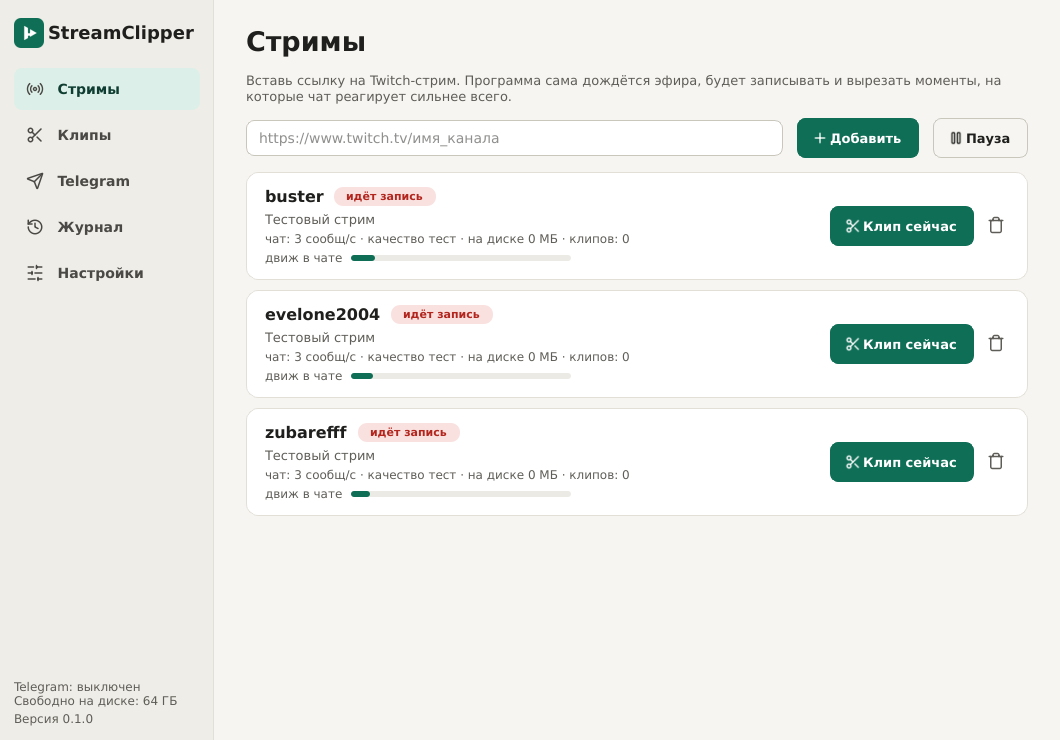 StreamClipper
Стримы
Клипы
Telegram
Журнал
Настройки
Telegram: выключен
Свободно на диске: 64 ГБ
Версия 0.1.0
Стримы
Вставь ссылку на Twitch-стрим. Программа сама дождётся эфира, будет записывать и вырезать моменты, на
которые чат реагирует сильнее всего.
https://www.twitch.tv/имя_канала
Добавить
Пауза
buster идёт запись
Тестовый стрим
чат: 3 сообщ/с · качество тест · на диске 0 МБ · клипов: 0
движ в чате
Клип сейчас
evelone2004 идёт запись
Тестовый стрим
чат: 3 сообщ/с · качество тест · на диске 0 МБ · клипов: 0
движ в чате
Клип сейчас
zubarefff идёт запись
Тестовый стрим
чат: 3 сообщ/с · качество тест · на диске 0 МБ · клипов: 0
движ в чате
Клип сейчас